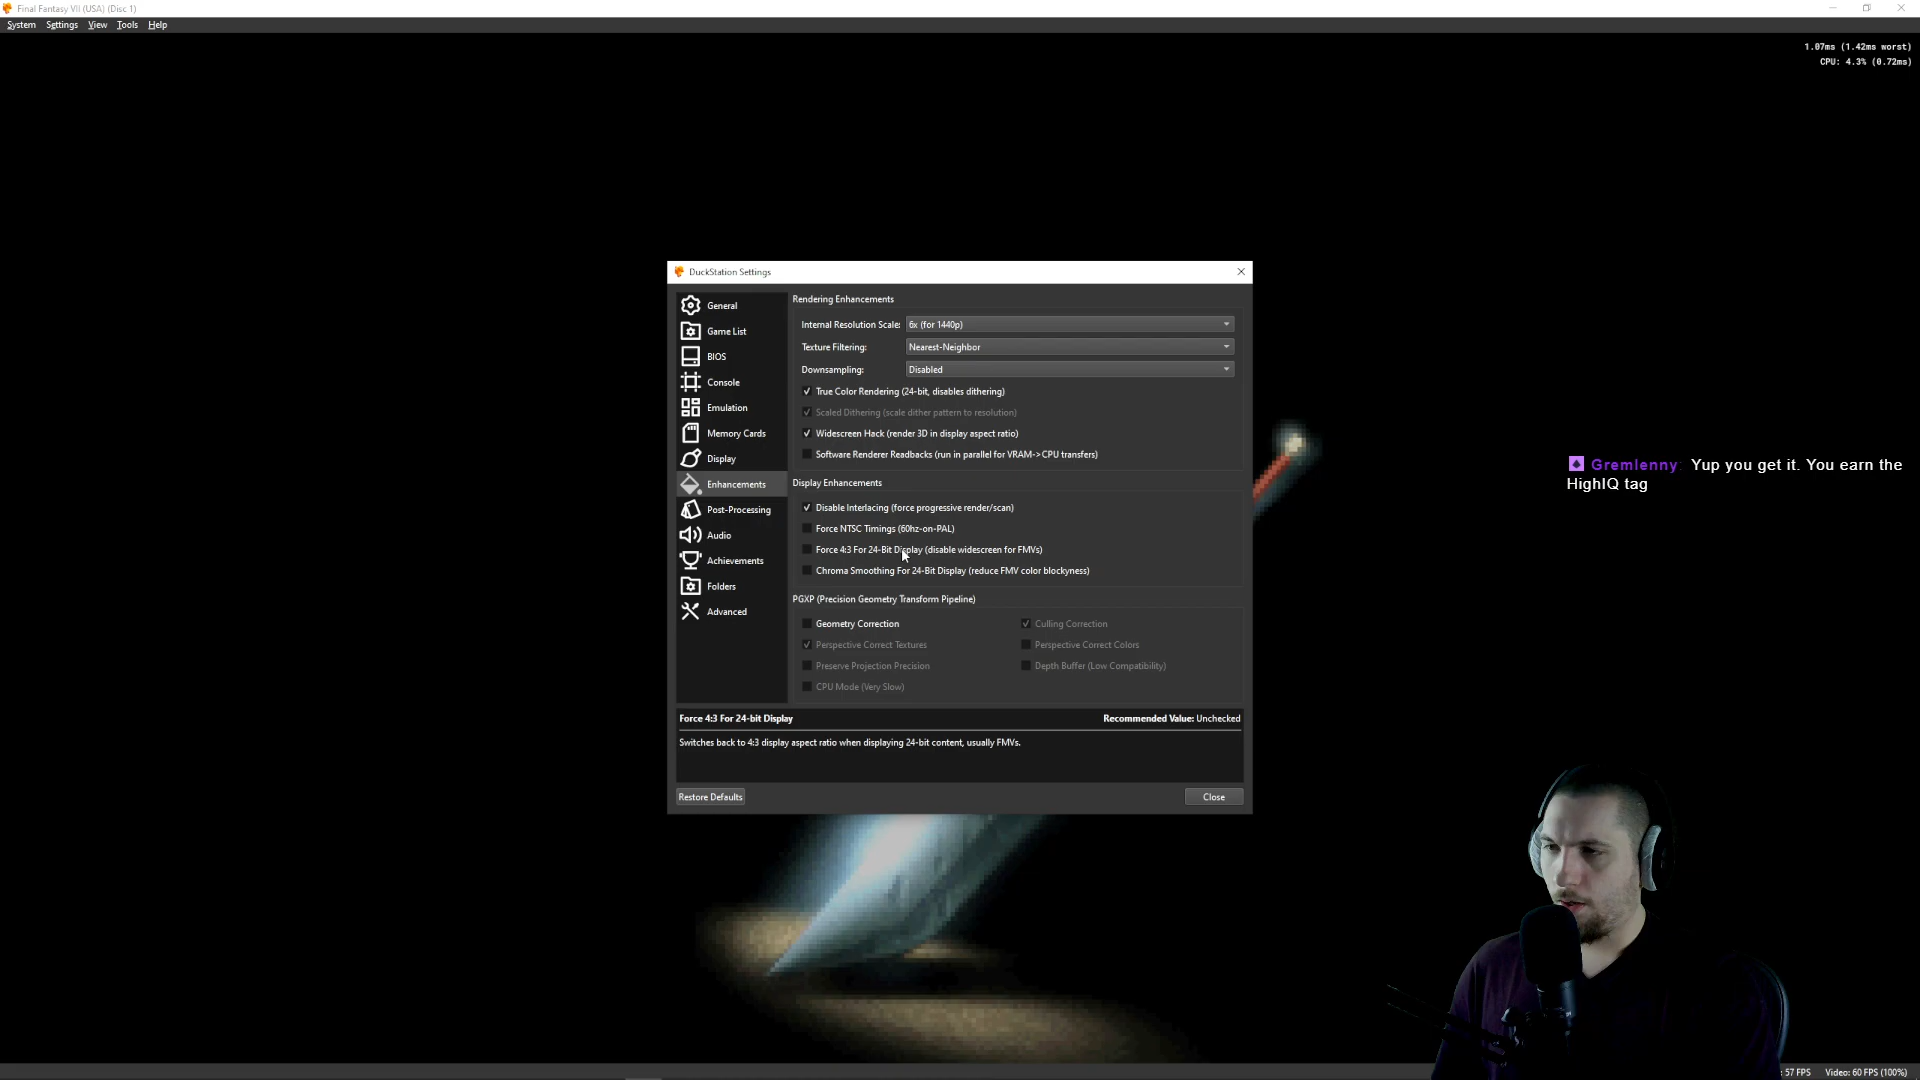 Final Fantasy VII (USA) (Disc 1)
System Settings View Tools Help
1.07ms (1.42ms worst)
CPU: 4.3% (0.72ms)
DuckStation Settings
General
Game List
BIOS
Console
Emulation
Memory Cards
Display
Enhancements
Post-Processing
Audio
Achievements
Folders
Advanced
Rendering Enhancements
Internal Resolution Scale: 6x (for 1440p)
Texture Filtering: Nearest-Neighbor
Downsampling: Disabled
True Color Rendering (24-bit, disables dithering)
Scaled Dithering (scale dither pattern to resolution)
Widescreen Hack (render 3D in display aspect ratio)
Software Renderer Readbacks (run in parallel for VRAM->CPU transfers)
Display Enhancements
Disable Interlacing (force progressive render/scan)
Force NTSC Timings (60hz-on-PAL)
Force 4:3 For 24-Bit Display (disable widescreen for FMVs)
Chroma Smoothing For 24-Bit Display (reduce FMV color blockyness)
PGXP (Precision Geometry Transform Pipeline)
Geometry Correction Culling Correction
Perspective Correct Textures Perspective Correct Colors
Preserve Projection Precision Depth Buffer (Low Compatibility)
CPU Mode (Very Slow)
Force 4:3 For 24-bit Display Recommended Value: Unchecked
Switches back to 4:3 display aspect ratio when displaying 24-bit content, usually FMVs.
Restore Defaults Close
Gremlenny: Yup you get it. You earn the
HighIQ tag
: 57 FPS Video: 60 FPS (100%)